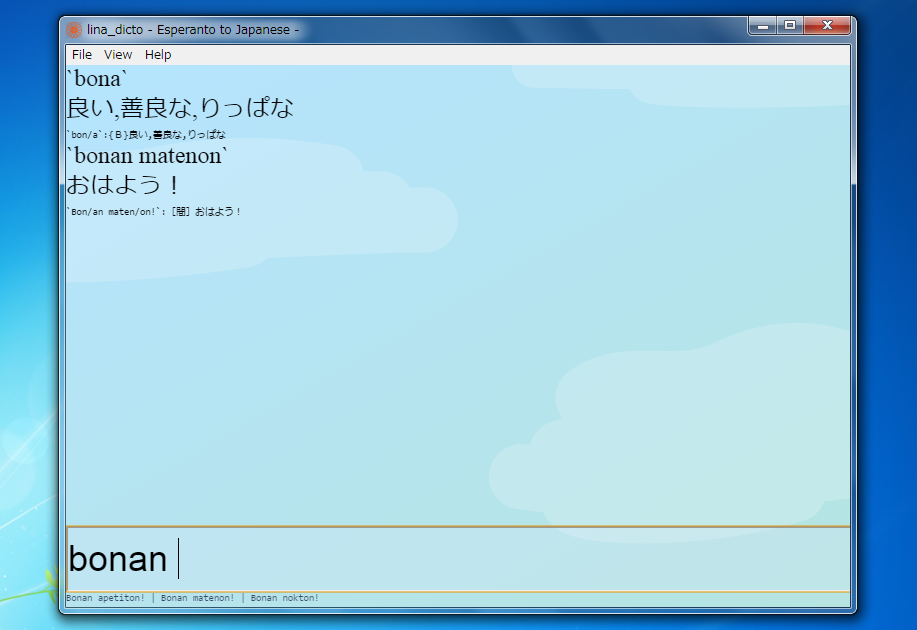 lina_dicto - Esperanto to Japanese -
File View Help
`bona`
良い,善良な,りっぱな
`bon/a`:{Ｂ}良い,善良な,りっぱな
`bonan matenon`
おはよう！
`Bon/an maten/on!`:［間］おはよう！
bonan
Bonan apetiton! | Bonan matenon! | Bonan nokton!